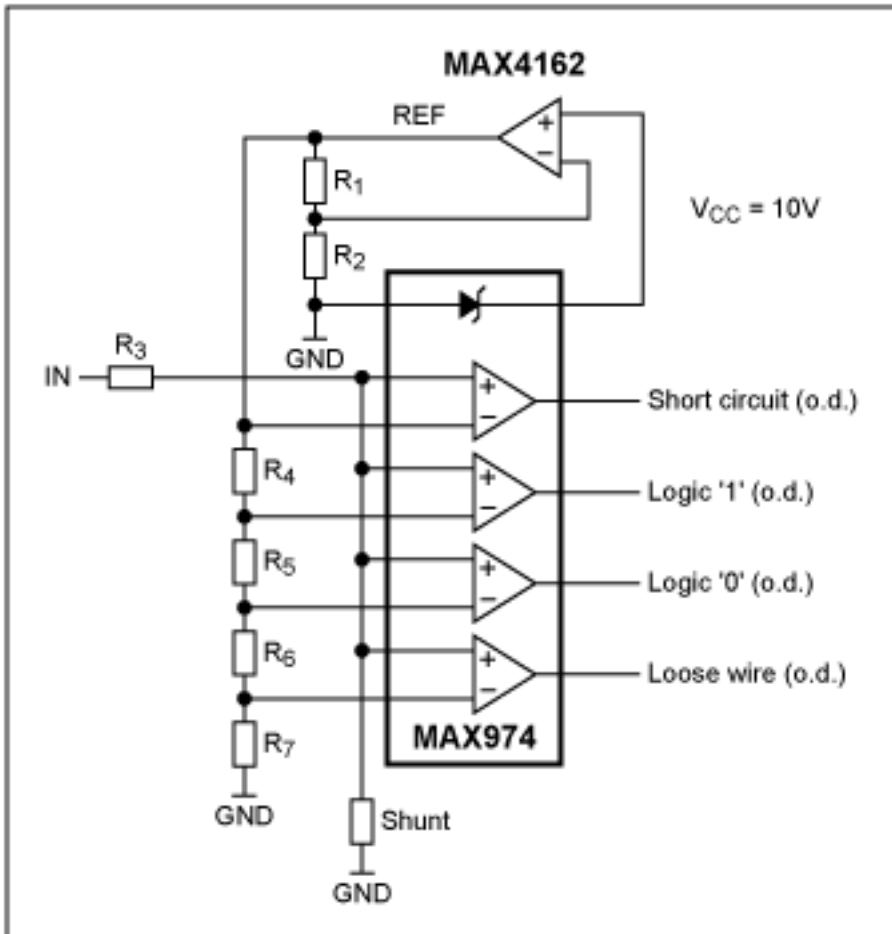 MAX4162
REF
+
−
R1
VCC = 10V
R2
GND
R3
IN
+
−
Short circuit (o.d.)
R4
+
−
Logic '1' (o.d.)
R5
+
−
Logic '0' (o.d.)
R6
+
−
Loose wire (o.d.)
R7
MAX974
GND
Shunt
GND